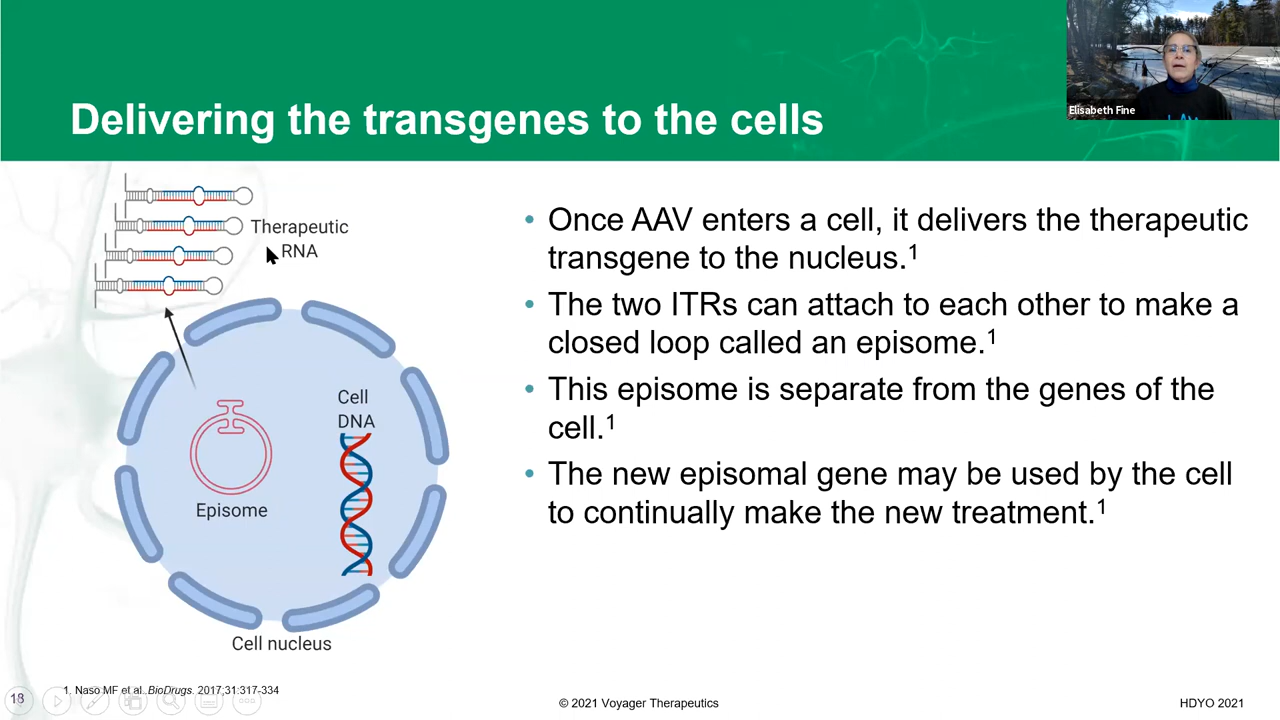 Elisabeth Fine
Delivering the transgenes to the cells
Therapeutic
RNA
Cell
DNA
Episome
Cell nucleus
• Once AAV enters a cell, it delivers the therapeutic
transgene to the nucleus.1
• The two ITRs can attach to each other to make a
closed loop called an episome.1
• This episome is separate from the genes of the
cell.1
• The new episomal gene may be used by the cell
to continually make the new treatment.1
1. Naso MF et al. BioDrugs. 2017;31:317-334
18
© 2021 Voyager Therapeutics
HDYO 2021